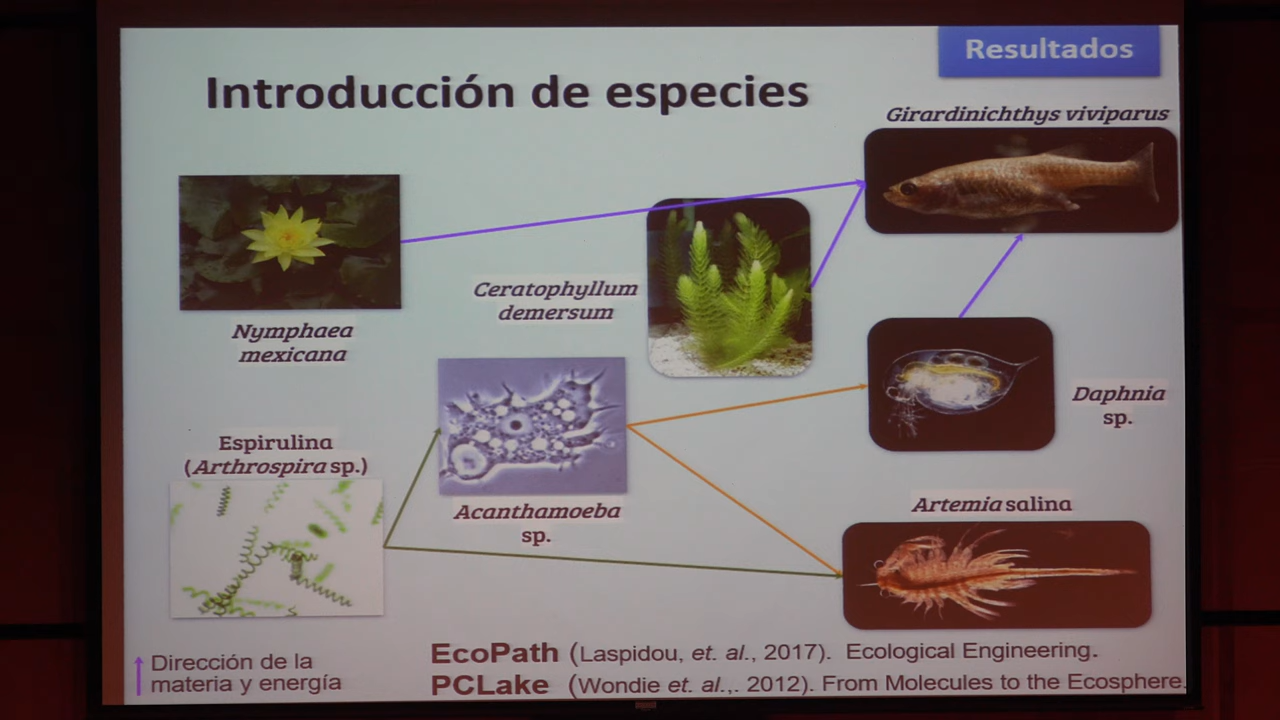 Resultados
Introducción de especies
Girardinichthys viviparus
Ceratophyllum
demersum
Nymphaea
mexicana
Daphnia
sp.
Espirulina
(Arthrospira sp.)
Acanthamoeba
sp.
Artemia salina
Dirección de la
materia y energía
EcoPath (Laspidou, et. al., 2017). Ecological Engineering.
PCLake (Wondie et. al.,. 2012). From Molecules to the Ecosphere.